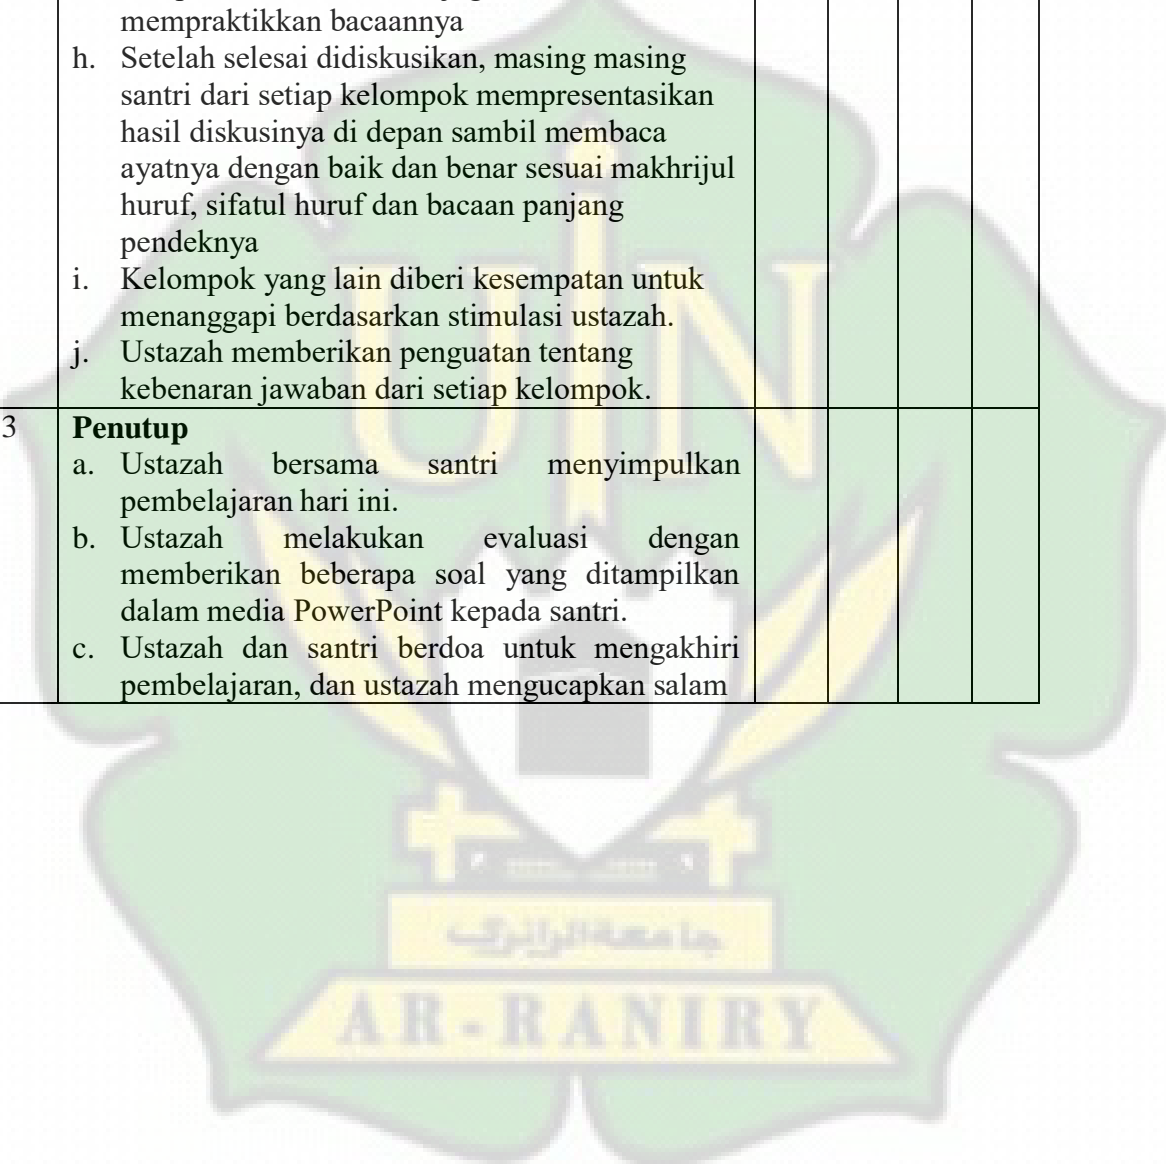 mempraktikkan bacaannya
h. Setelah selesai didiskusikan, masing masing
santri dari setiap kelompok mempresentasikan
hasil diskusinya di depan sambil membaca
ayatnya dengan baik dan benar sesuai makhrijul
huruf, sifatul huruf dan bacaan panjang
pendeknya
i. Kelompok yang lain diberi kesempatan untuk
menanggapi berdasarkan stimulasi ustazah.
j. Ustazah memberikan penguatan tentang
kebenaran jawaban dari setiap kelompok.
3 Penutup
a. Ustazah bersama santri menyimpulkan
pembelajaran hari ini.
b. Ustazah melakukan evaluasi dengan
memberikan beberapa soal yang ditampilkan
dalam media PowerPoint kepada santri.
c. Ustazah dan santri berdoa untuk mengakhiri
pembelajaran, dan ustazah mengucapkan salam
UIN
جامعة الرانري
AR-RANIRY